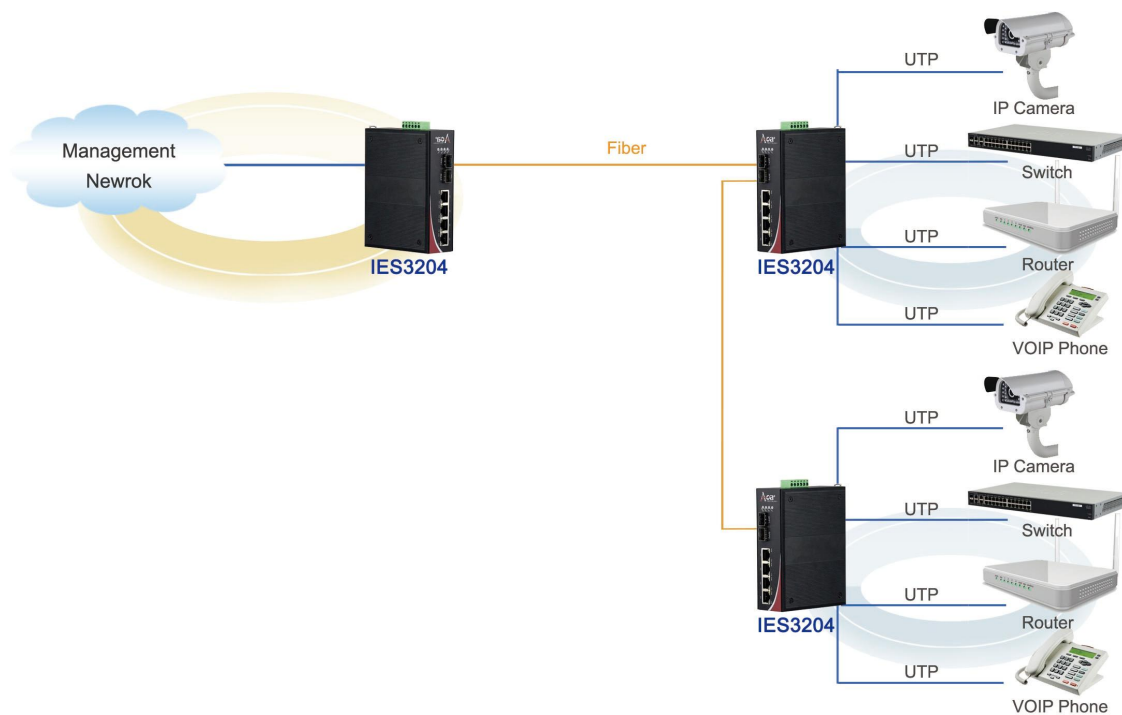 Management
Newrok
IES3204
Fiber
IES3204
UTP
IP Camera
UTP
Switch
UTP
Router
UTP
VOIP Phone
IES3204
UTP
IP Camera
UTP
Switch
UTP
Router
UTP
VOIP Phone